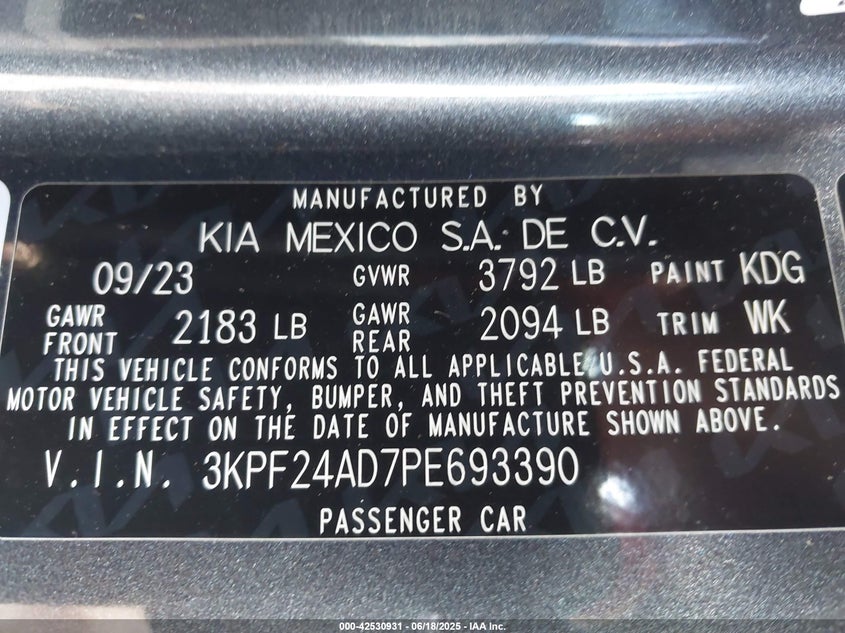 MANUFACTURED BY
KIA MEXICO S.A. DE C.V.
09/23 GVWR 3792 LB PAINT KDG
GAWR FRONT 2183 LB GAWR REAR 2094 LB TRIM WK
THIS VEHICLE CONFORMS TO ALL APPLICABLE U.S.A. FEDERAL
MOTOR VEHICLE SAFETY, BUMPER, AND THEFT PREVENTION STANDARDS
IN EFFECT ON THE DATE OF MANUFACTURE SHOWN ABOVE.
V.I.N. 3KPF24AD7PE693390
PASSENGER CAR
000-42530931 - 06/18/2025 - IAA Inc.